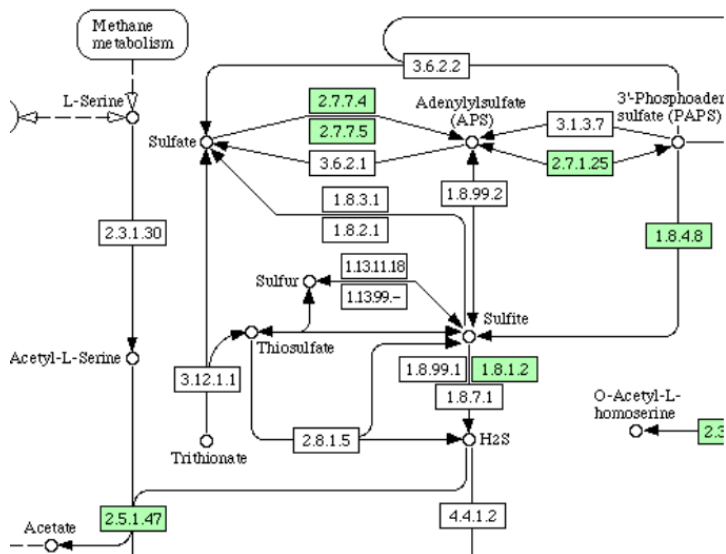 Methane
metabolism
3.6.2.2
L-Serine
2.7.7.4
Adenylylsulfate
(APS)
3'-Phosphoader
sulfate (PAPS)
2.7.7.5
3.1.3.7
Sulfate
3.6.2.1
2.7.1.25
1.8.99.2
1.8.3.1
2.3.1.30
1.8.2.1
1.8.4.8
1.13.11.18
Sulfur
1.13.99.-
Sulfite
Thiosulfate
Acetyl-L-Serine
1.8.99.1
1.8.1.2
3.12.1.1
1.8.7.1
O-Acetyl-L-
homoserine
2.3
2.8.1.5
H2S
Trithionate
2.5.1.47
4.4.1.2
Acetate